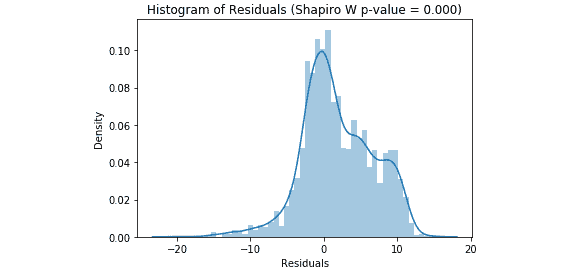 Histogram of Residuals (Shapiro W p-value = 0.000)
0.10
0.08
0.06
0.04
0.02
0.00
Density
−20 −10 0 10 20
Residuals